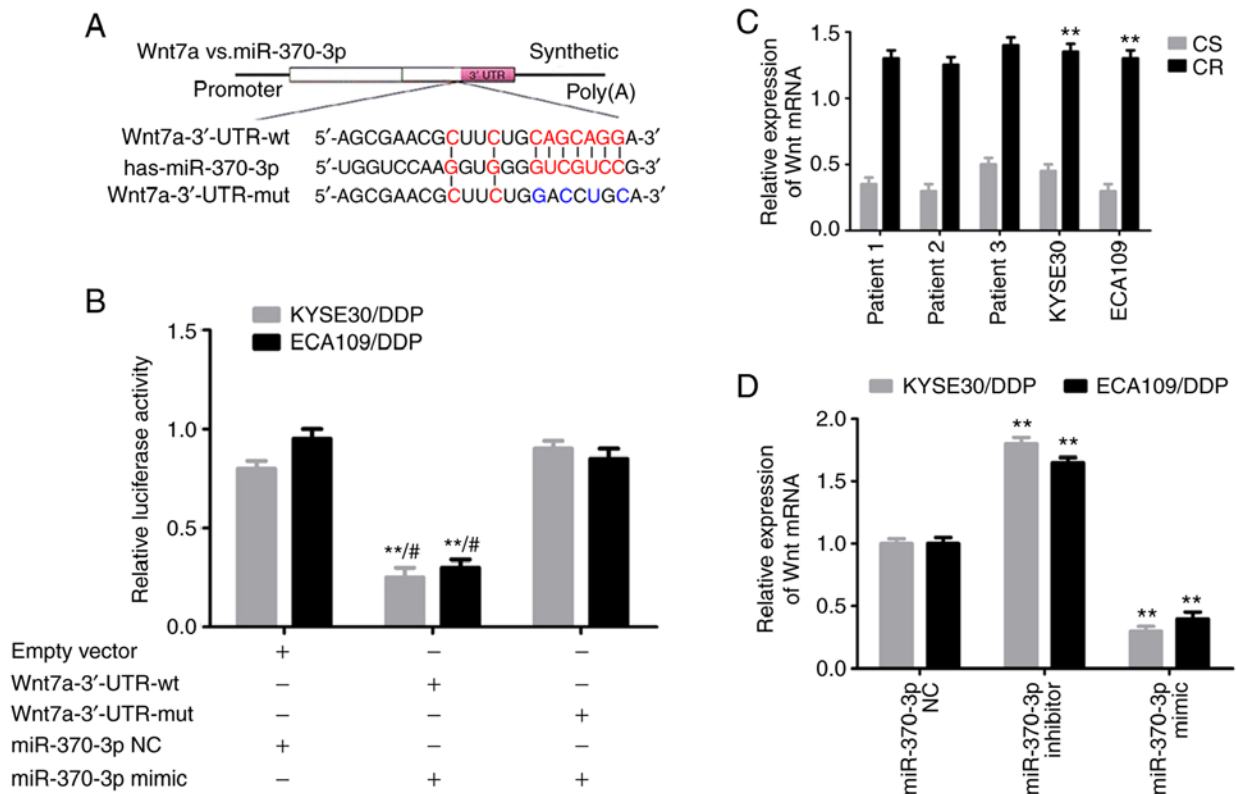 A
Wnt7a vs.miR-370-3p
Synthetic
3′ UTR
Promoter
Poly(A)
Wnt7a-3′-UTR-wt 5′-AGCGAACGCUUCUGCAGCAGGA-3′
has-miR-370-3p 5′-UGGUCCAAGGUGGGGUCGUCCG-3′
Wnt7a-3′-UTR-mut 5′-AGCGAACGCUUCUGGACCUGCA-3′
B
KYSE30/DDP
ECA109/DDP
Relative luciferase activity
1.5
1.0
0.5
0.0
**/# **/#
Empty vector + − −
Wnt7a-3′-UTR-wt − + −
Wnt7a-3′-UTR-mut − − +
miR-370-3p NC + − −
miR-370-3p mimic − + +
C
CS
CR
Relative expression
of Wnt mRNA
1.5
1.0
0.5
0.0
** **
Patient 1
Patient 2
Patient 3
KYSE30
ECA109
D
KYSE30/DDP
ECA109/DDP
Relative expression
of Wnt mRNA
2.0
1.5
1.0
0.5
0.0
** **
** **
miR-370-3p
NC
miR-370-3p
inhibitor
miR-370-3p
mimic